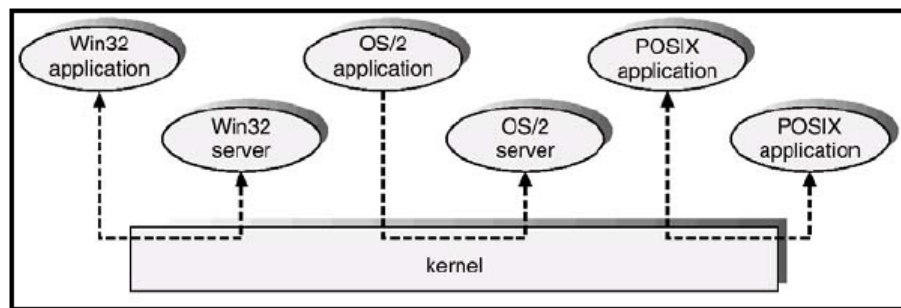 Win32
application
OS/2
application
POSIX
application
Win32
server
OS/2
server
POSIX
application
kernel